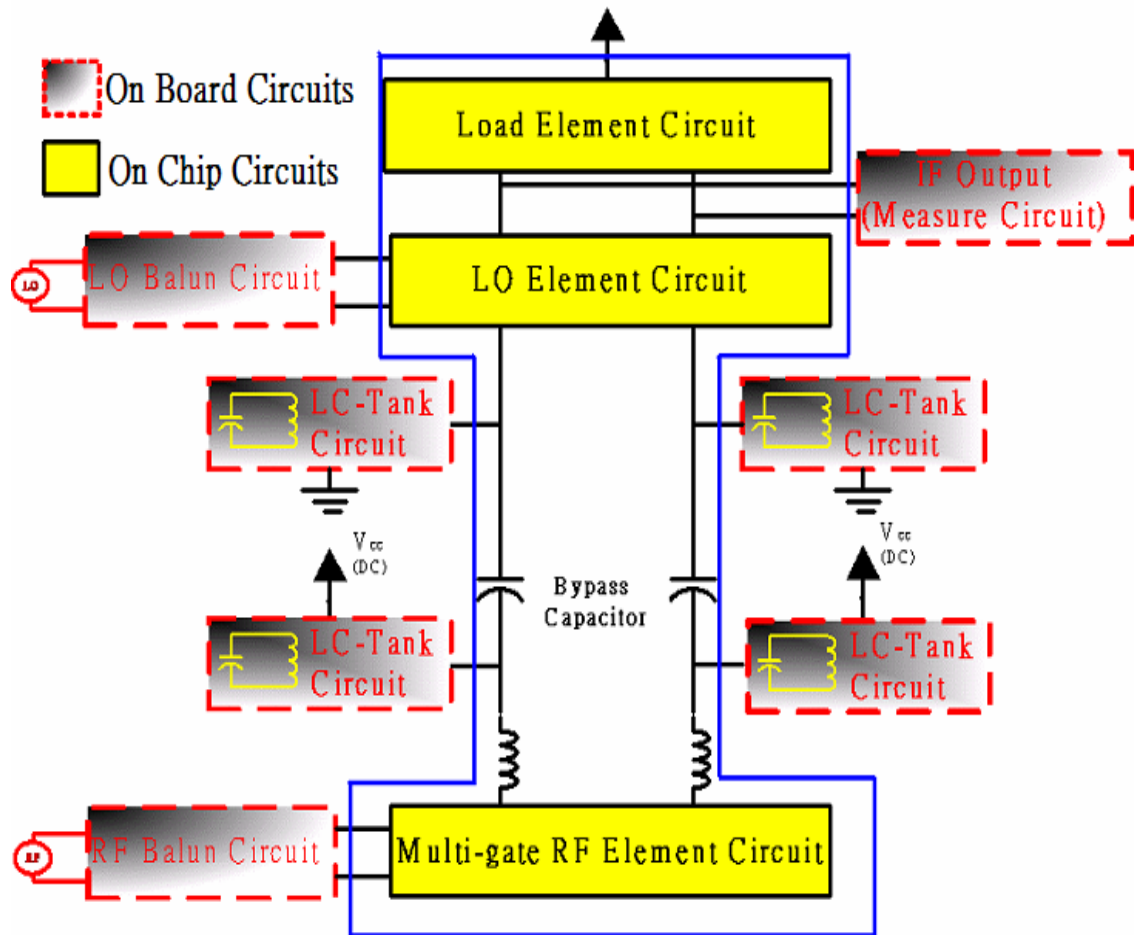 On Board Circuits
On Chip Circuits
Load Element Circuit
IF Output
(Measure Circuit)
LO
LO Balun Circuit
LO Element Circuit
LC-Tank
Circuit
LC-Tank
Circuit
Vcc
(DC)
Vcc
(DC)
Bypass
Capacitor
LC-Tank
Circuit
LC-Tank
Circuit
RF
RF Balun Circuit
Multi-gate RF Element Circuit